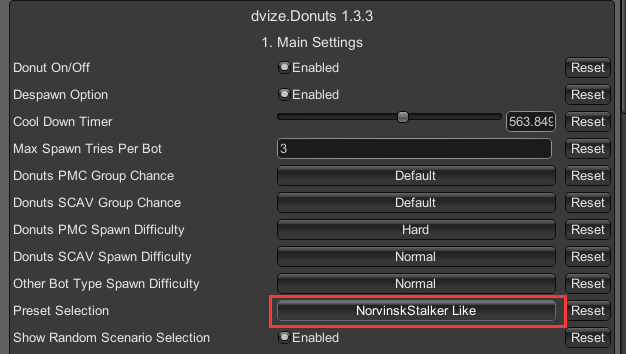 dvize.Donuts 1.3.3
1. Main Settings
Donut On/Off Enabled Reset
Despawn Option Enabled Reset
Cool Down Timer 563.849 Reset
Max Spawn Tries Per Bot 3 Reset
Donuts PMC Group Chance Default Reset
Donuts SCAV Group Chance Default Reset
Donuts PMC Spawn Difficulty Hard Reset
Donuts SCAV Spawn Difficulty Normal Reset
Other Bot Type Spawn Difficulty Normal Reset
Preset Selection NorvinskStalker Like Reset
Show Random Scenario Selection Enabled Reset